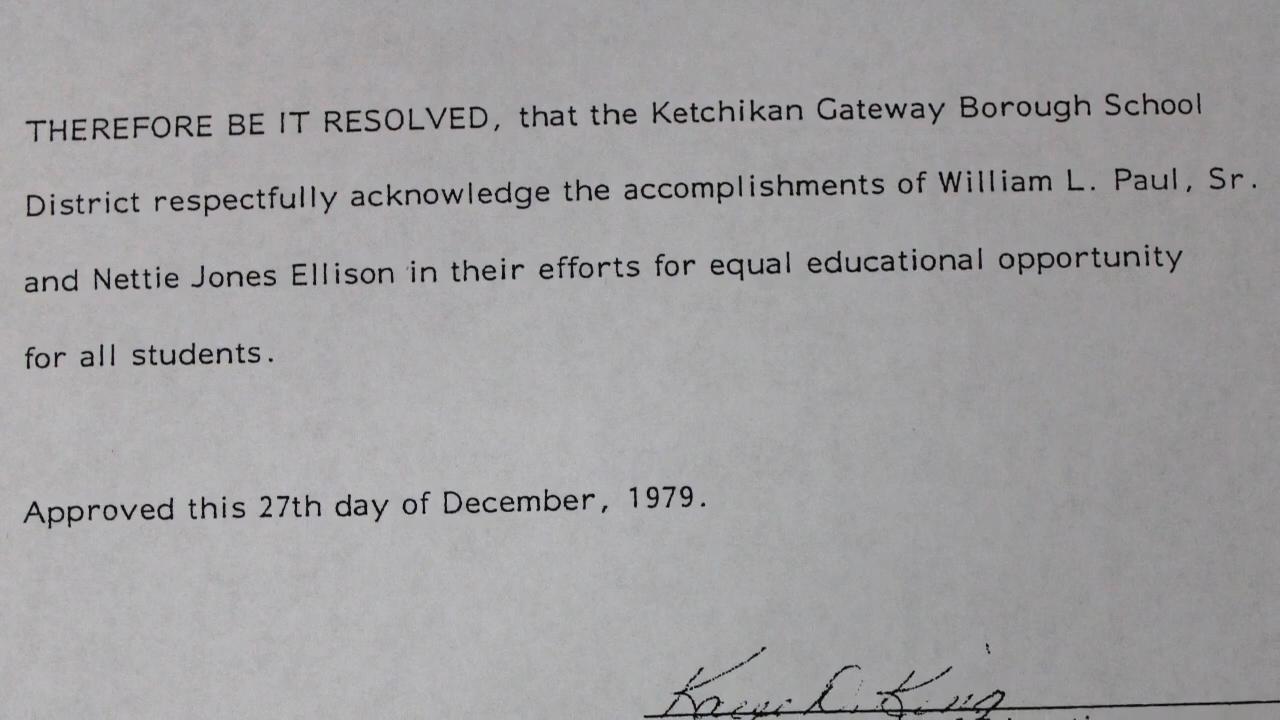 THEREFORE BE IT RESOLVED, that the Ketchikan Gateway Borough School
District respectfully acknowledge the accomplishments of William L. Paul, Sr.
and Nettie Jones Ellison in their efforts for equal educational opportunity
for all students.
Approved this 27th day of December, 1979.
King